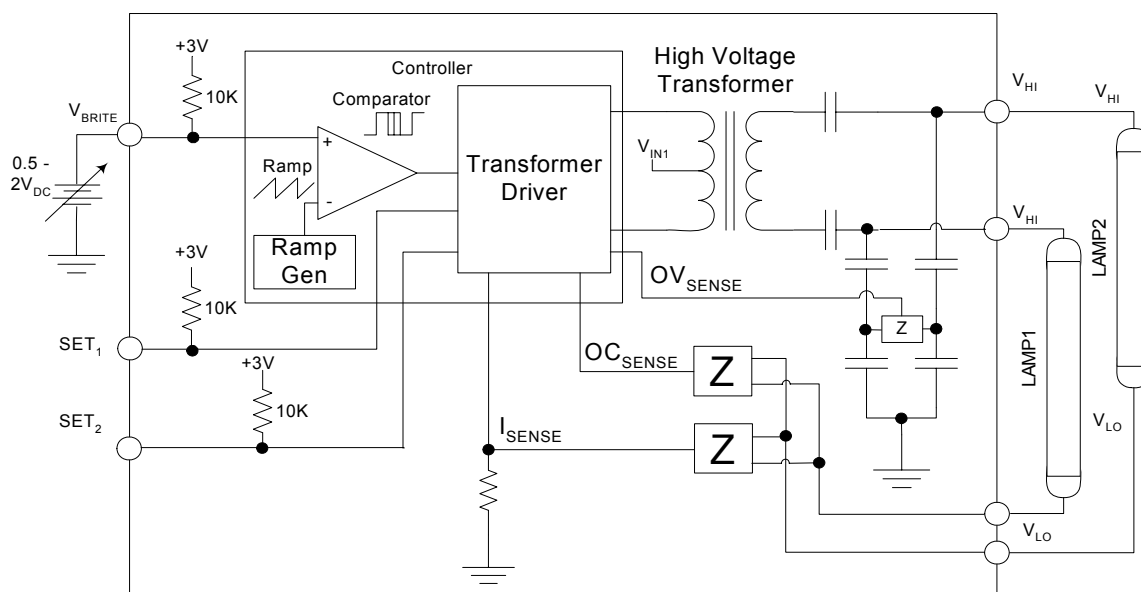 +3V
10K
V_BRITE
0.5 -
2V_DC
Controller
Comparator
+
Ramp
-
Ramp
Gen
Transformer
Driver
High Voltage
Transformer
V_IN1
V_HI
V_HI
V_HI
LAMP2
LAMP1
OV_SENSE
Z
+3V
10K
SET_1
OC_SENSE
Z
+3V
10K
SET_2
I_SENSE
Z
V_LO
V_LO